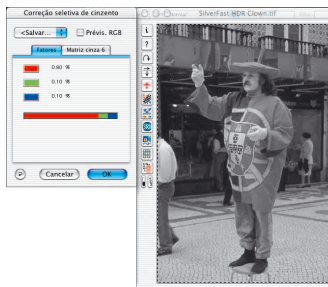 Correção seletiva de cinzento
SilverFast HDR Clown.tif
<Salvar...
Prévis. RGB
Fatores
Matriz cinza 6
0.80 %
0.10 %
0.10 %
Cancelar
OK